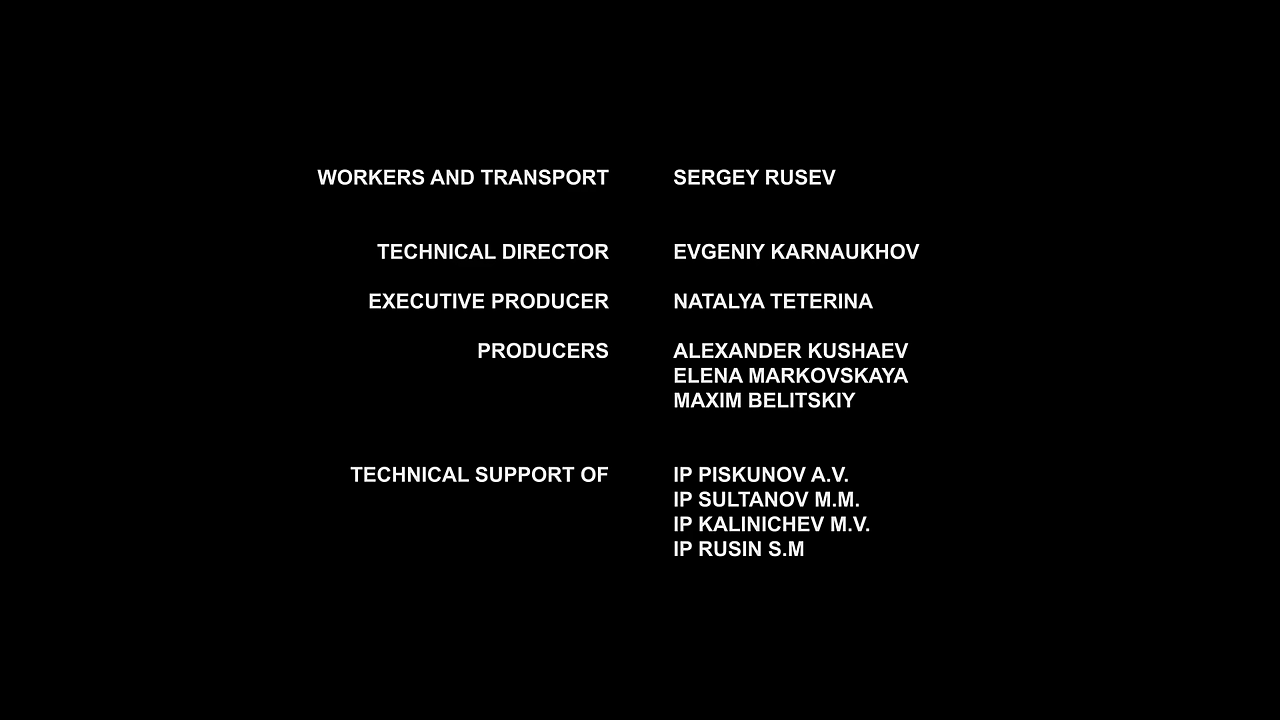 WORKERS AND TRANSPORT SERGEY RUSEV
TECHNICAL DIRECTOR EVGENIY KARNAUKHOV
EXECUTIVE PRODUCER NATALYA TETERINA
PRODUCERS ALEXANDER KUSHAEV
ELENA MARKOVSKAYA
MAXIM BELITSKIY
TECHNICAL SUPPORT OF IP PISKUNOV A.V.
IP SULTANOV M.M.
IP KALINICHEV M.V.
IP RUSIN S.M